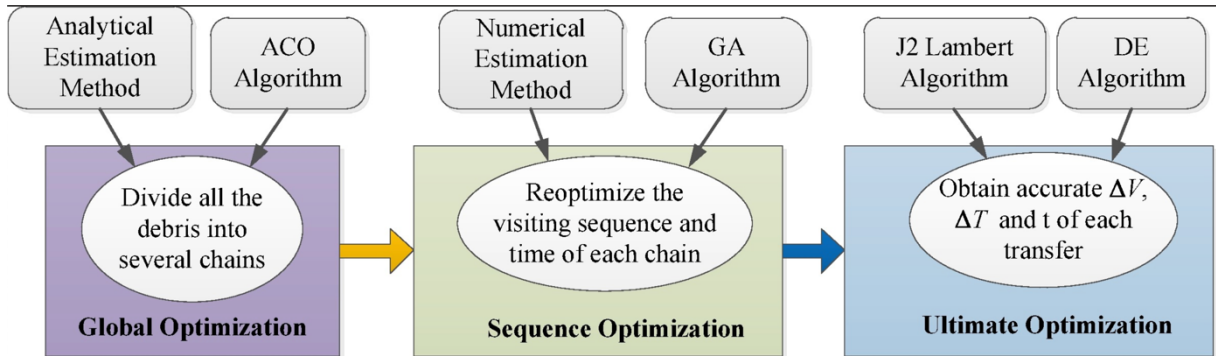 Analytical
Estimation
Method
ACO
Algorithm
Numerical
Estimation
Method
GA
Algorithm
J2 Lambert
Algorithm
DE
Algorithm
Divide all the
debris into
several chains
Reoptimize the
visiting sequence and
time of each chain
Obtain accurate ΔV,
ΔT and t of each
transfer
Global Optimization
Sequence Optimization
Ultimate Optimization